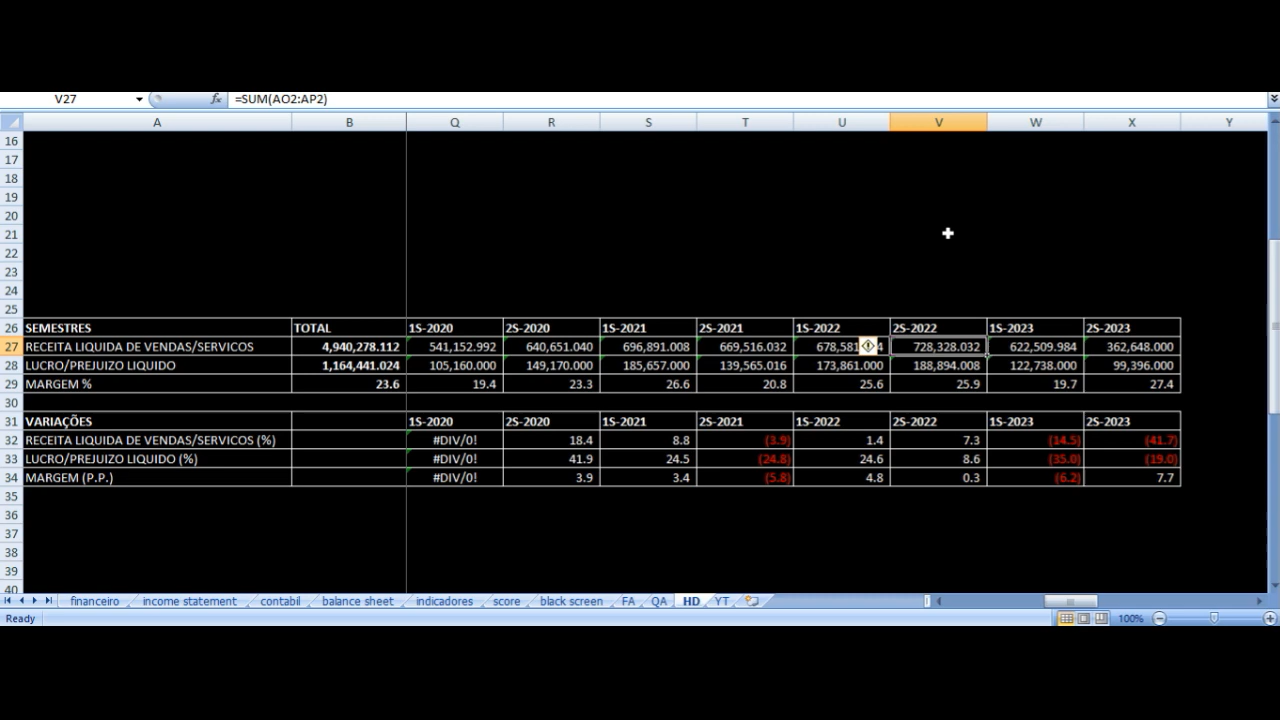 V27 fx =SUM(AO2:AP2)
A B Q R S T U V W X Y
16
17
18
19
20
21
22
23
24
25
26 SEMESTRES TOTAL 1S-2020 2S-2020 1S-2021 2S-2021 1S-2022 2S-2022 1S-2023 2S-2023
27 RECEITA LIQUIDA DE VENDAS/SERVICOS 4,940,278.112 541,152.992 640,651.040 696,891.008 669,516.032 678,581 4 728,328.032 622,509.984 362,648.000
28 LUCRO/PREJUIZO LIQUIDO 1,164,441.024 105,160.000 149,170.000 185,657.000 139,565.016 173,861.000 188,894.008 122,738.000 99,396.000
29 MARGEM % 23.6 19.4 23.3 26.6 20.8 25.6 25.9 19.7 27.4
30
31 VARIAÇÕES 1S-2020 2S-2020 1S-2021 2S-2021 1S-2022 2S-2022 1S-2023 2S-2023
32 RECEITA LIQUIDA DE VENDAS/SERVICOS (%) #DIV/0! 18.4 8.8 (3.9) 1.4 7.3 (14.5) (41.7)
33 LUCRO/PREJUIZO LIQUIDO (%) #DIV/0! 41.9 24.5 (24.8) 24.6 8.6 (35.0) (19.0)
34 MARGEM (P.P.) #DIV/0! 3.9 3.4 (5.8) 4.8 0.3 (6.2) 7.7
35
36
37
38
39
40
financeiro income statement contabil balance sheet indicadores score black screen FA QA HD YT
Ready 100%